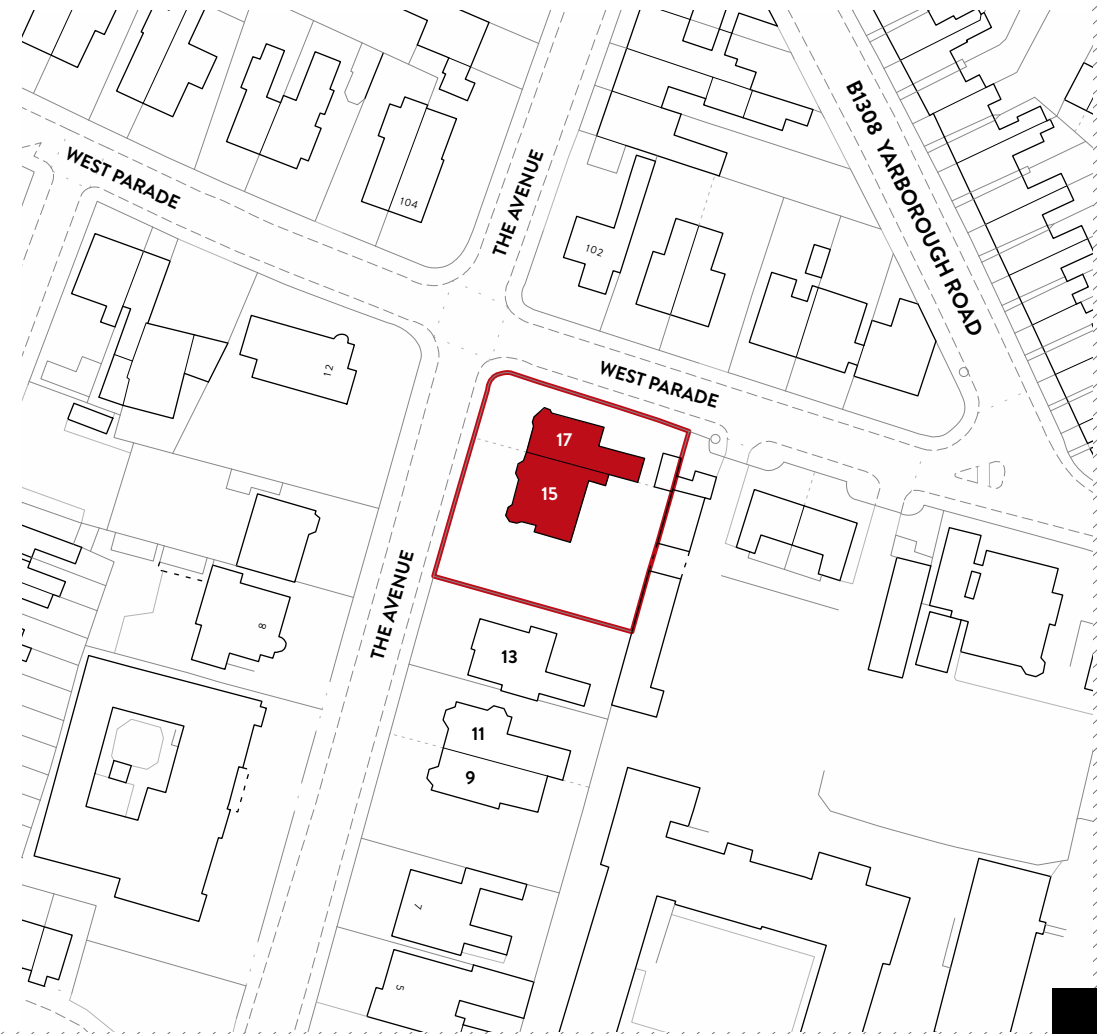 B1308 YARBOROUGH ROAD
WEST PARADE
THE AVENUE
104
102
12
WEST PARADE
17
15
THE AVENUE
8
13
11
9
7
5